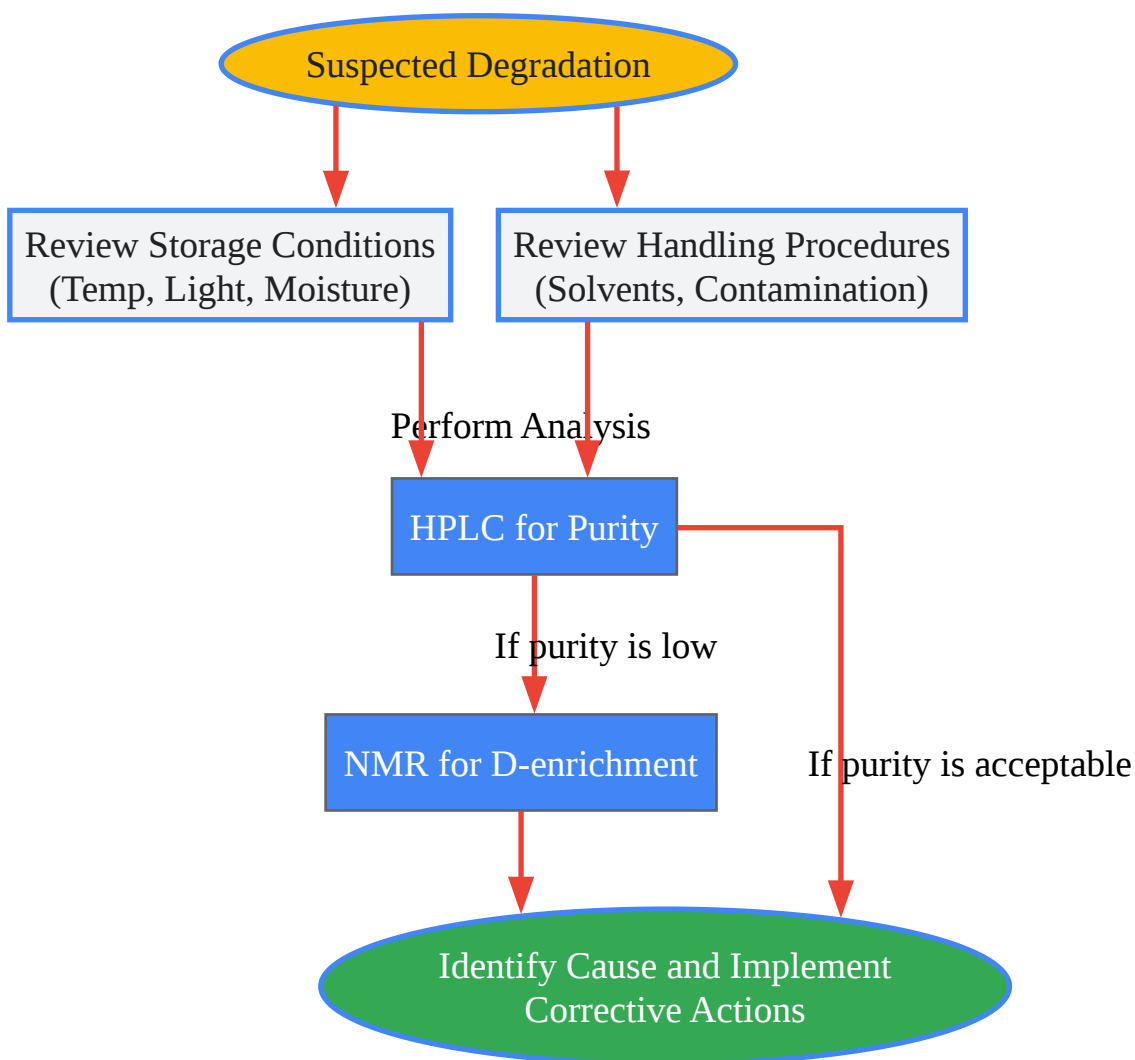 Suspected Degradation
Review Storage Conditions
(Temp, Light, Moisture)
Review Handling Procedures
(Solvents, Contamination)
Perform Analysis
HPLC for Purity
If purity is low
NMR for D-enrichment
If purity is acceptable
Identify Cause and Implement
Corrective Actions